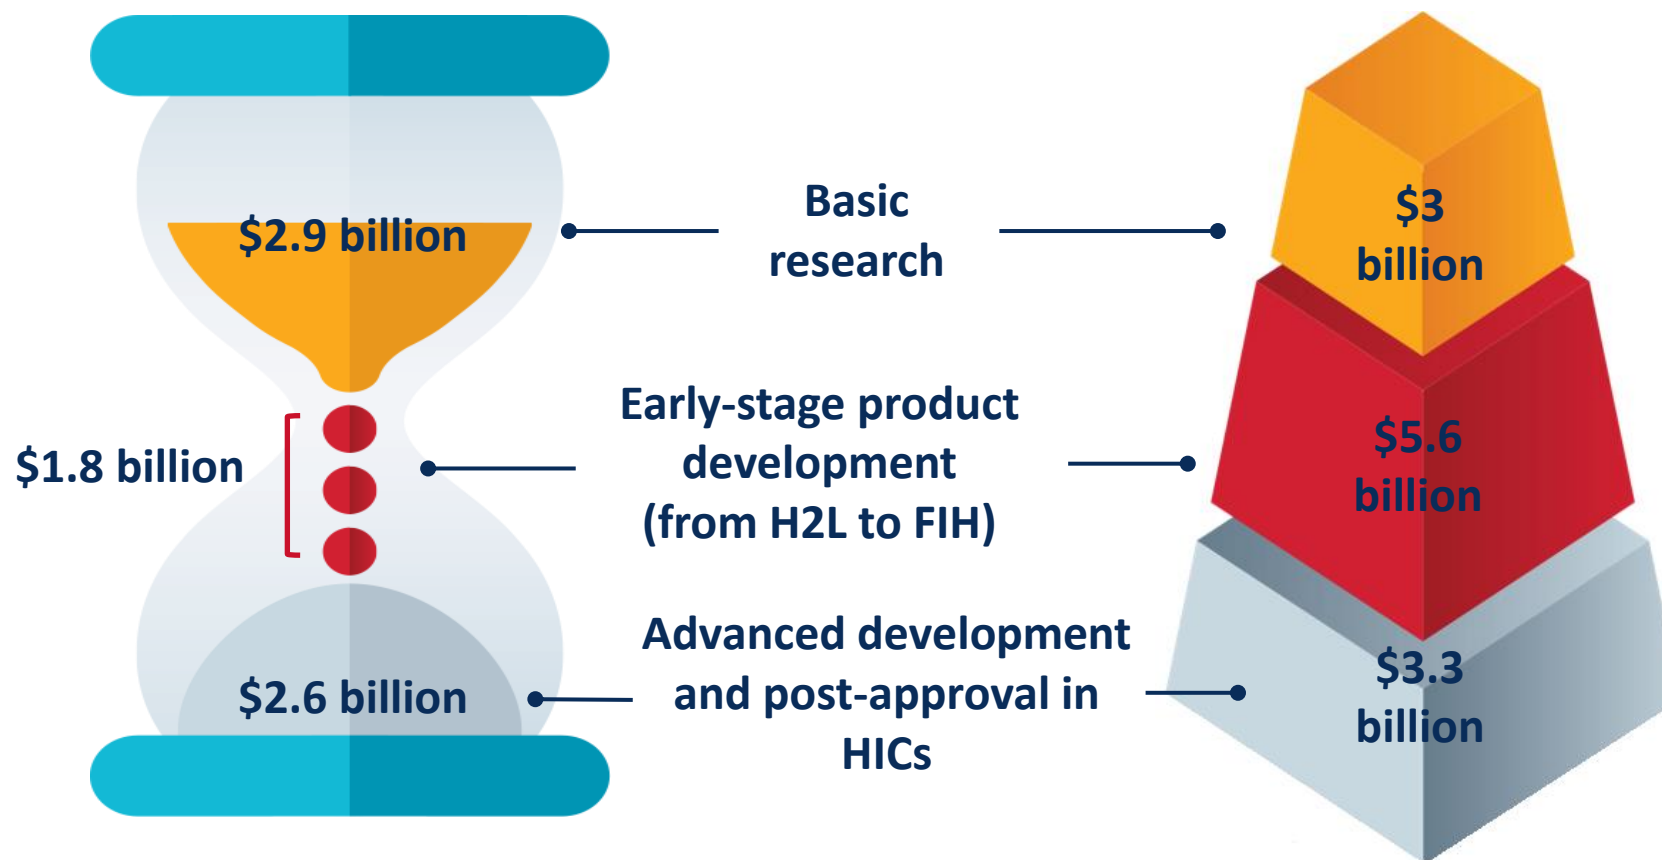 $2.9 billion
Basic
research
$3
billion
$1.8 billion
Early-stage product
development
(from H2L to FIH)
$5.6
billion
$2.6 billion
Advanced development
and post-approval in
HICs
$3.3
billion